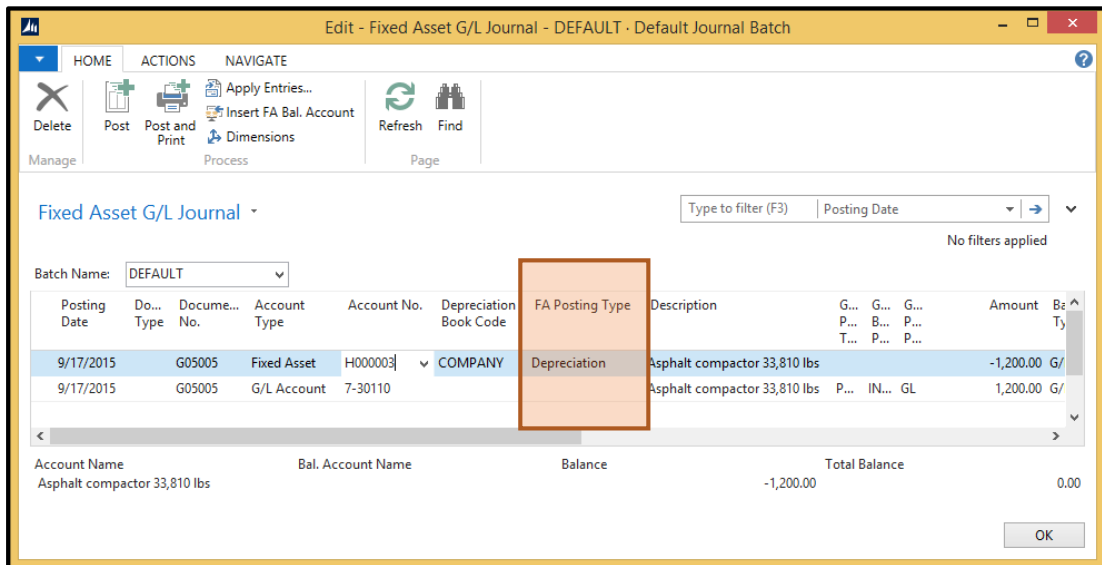 Edit - Fixed Asset G/L Journal - DEFAULT · Default Journal Batch
HOME ACTIONS NAVIGATE
Delete
Post
Post and Print
Apply Entries...
Insert FA Bal. Account
Dimensions
Refresh
Find
Manage Process Page
Fixed Asset G/L Journal
Type to filter (F3) Posting Date
No filters applied
Batch Name: DEFAULT
Posting Do... Docume... Account Account No. Depreciation FA Posting Type Description G... G... G... Amount Ba
Date Type No. Type Book Code P... B... P... Ty
T... P... P...
9/17/2015 G05005 Fixed Asset H000003 COMPANY Depreciation Asphalt compactor 33,810 lbs -1,200.00 G/
9/17/2015 G05005 G/L Account 7-30110 Asphalt compactor 33,810 lbs P... IN... GL 1,200.00 G/
Account Name Bal. Account Name Balance Total Balance
Asphalt compactor 33,810 lbs -1,200.00 0.00
OK